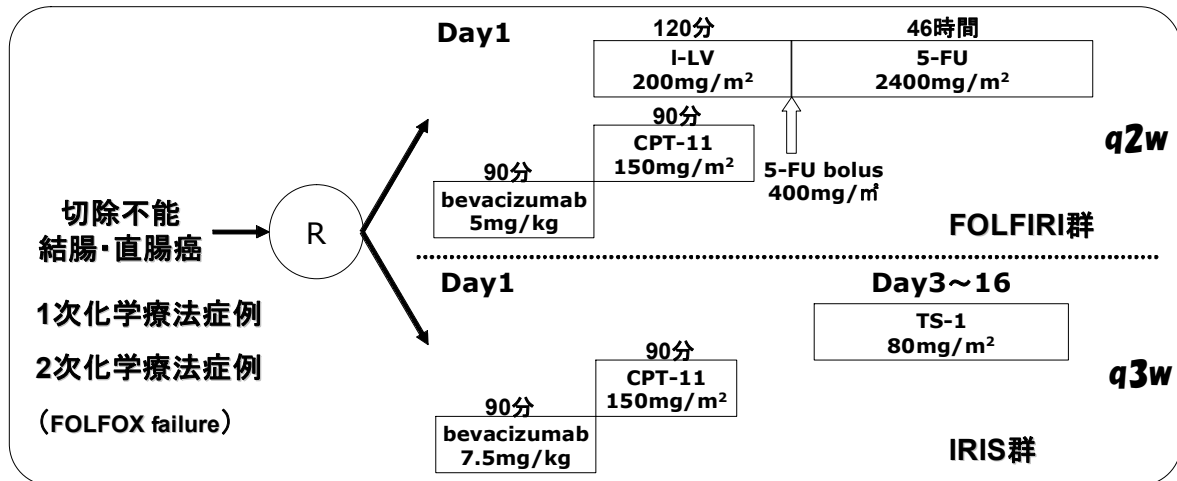 切除不能
結腸・直腸癌
1次化学療法症例
2次化学療法症例
（FOLFOX failure）
R
Day1
120分
l-LV
200mg/m²
46時間
5-FU
2400mg/m²
90分
CPT-11
150mg/m²
90分
bevacizumab
5mg/kg
5-FU bolus
400mg/㎡
q2w
FOLFIRI群
Day1
Day3～16
TS-1
80mg/m²
90分
CPT-11
150mg/m²
90分
bevacizumab
7.5mg/kg
q3w
IRIS群